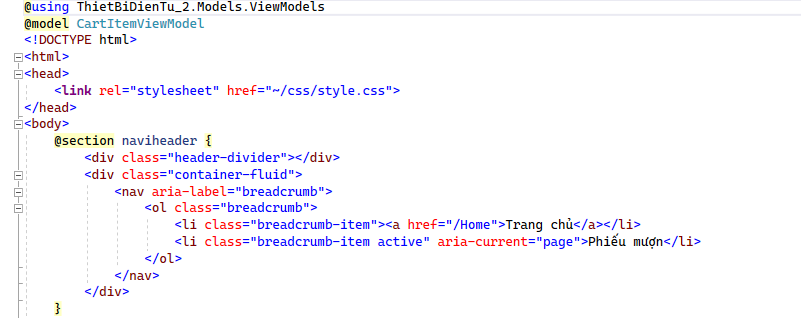 @using ThietBiDienTu_2.Models.ViewModels
@model CartItemViewModel
<!DOCTYPE html>
<html>
<head>
    <link rel="stylesheet" href="~/css/style.css">
</head>
<body>
    @section naviheader {
        <div class="header-divider"></div>
        <div class="container-fluid">
            <nav aria-label="breadcrumb">
                <ol class="breadcrumb">
                    <li class="breadcrumb-item"><a href="/Home">Trang chủ</a></li>
                    <li class="breadcrumb-item active" aria-current="page">Phiếu mượn</li>
                </ol>
            </nav>
        </div>
    }